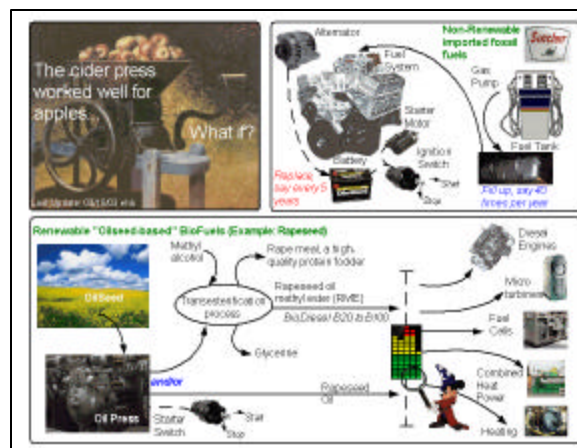 The cider press
worked well for
apples...
What if?
Alternator
Fuel
System
Non-Renewable
imported fossil
fuels
Gas
Pump
Starter
Motor
Ignition
Switch
Battery
Start
Stop
Fuel Tank
Replace,
say every 5
years
Fill up, say 40
times per year
Renewable "Oilseed-based" BioFuels (Example: Rapeseed)
Methyl
alcohol
Rape meal, a high-
quality protein fodder
Diesel
Engines
OilSeed
Transesterification
process
Rapeseed oil
methyl ester (RME)
BioDiesel B20 to B100
Micro
turbines
Glycerine
Fuel
Cells
and/or
Oil Press
Rapeseed
Oil
Combined
Heat
Power
Starter
Switch
Start
Stop
Heating